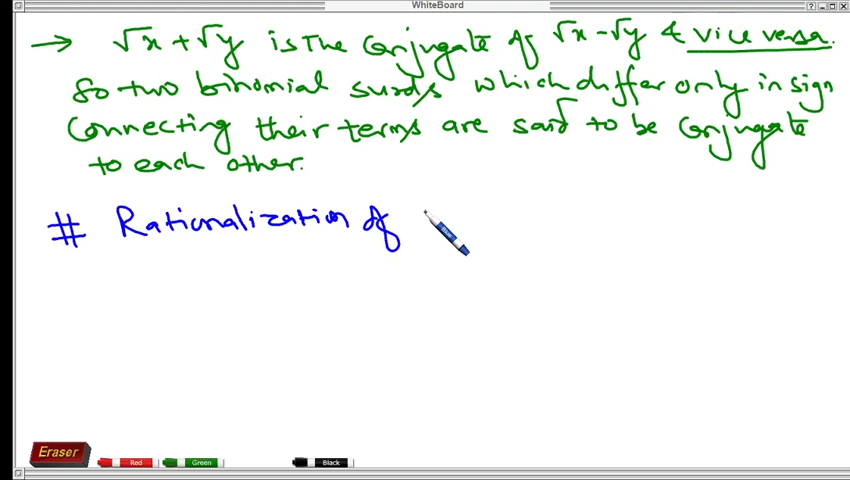 WhiteBoard
→ √x + √y is the Conjugate of √x - √y & vice versa.
So two binomial surds which differ only in sign
Connecting their terms are said to be Conjugate
to each other.
# Rationalization of
Eraser
Red
Green
Black